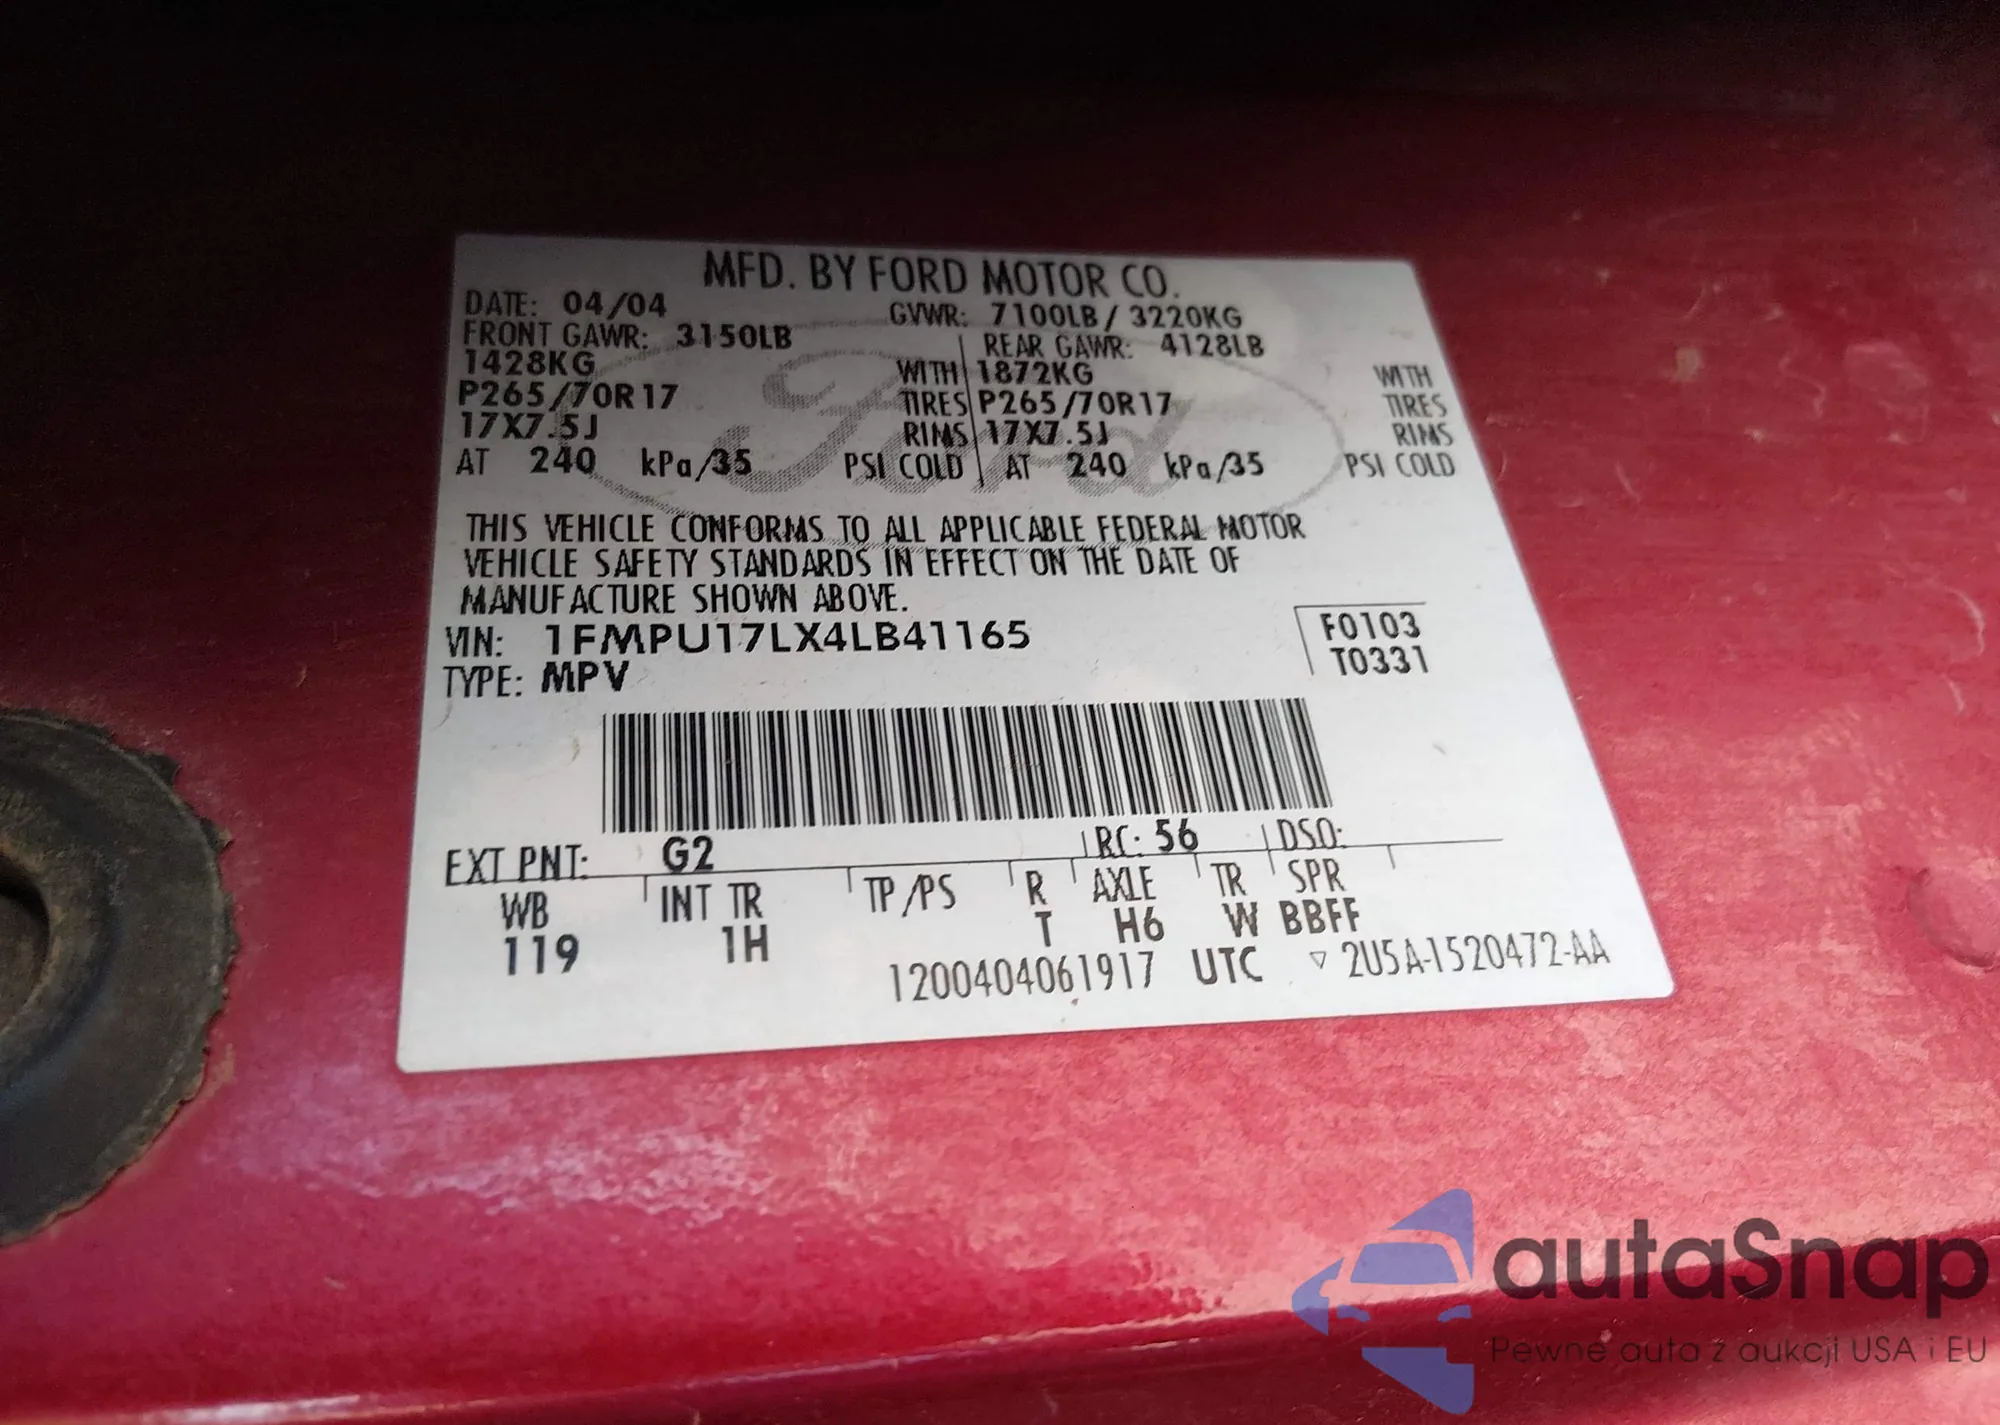 MFD. BY FORD MOTOR CO.
DATE: 04/04 GVWR: 7100LB / 3220KG
FRONT GAWR: 3150LB REAR GAWR: 4128LB
1428KG WITH 1872KG WITH
P265/70R17 TIRES P265/70R17 TIRES
17X7.5J RIMS 17X7.5J RIMS
AT 240 kPa/35 PSI COLD AT 240 kPa/35 PSI COLD
Ford
THIS VEHICLE CONFORMS TO ALL APPLICABLE FEDERAL MOTOR
VEHICLE SAFETY STANDARDS IN EFFECT ON THE DATE OF
MANUFACTURE SHOWN ABOVE.
VIN: 1FMPU17LX4LB41165 F0103
TYPE: MPV T0331
EXT PNT: G2 RC: 56 DSO:
WB INT TR TP/PS R AXLE TR SPR
119 1H T H6 W BBFF
1200404061917 UTC ▽ 2U5A-1520472-AA
autaSnap
Pewne auta z aukcji USA i EU